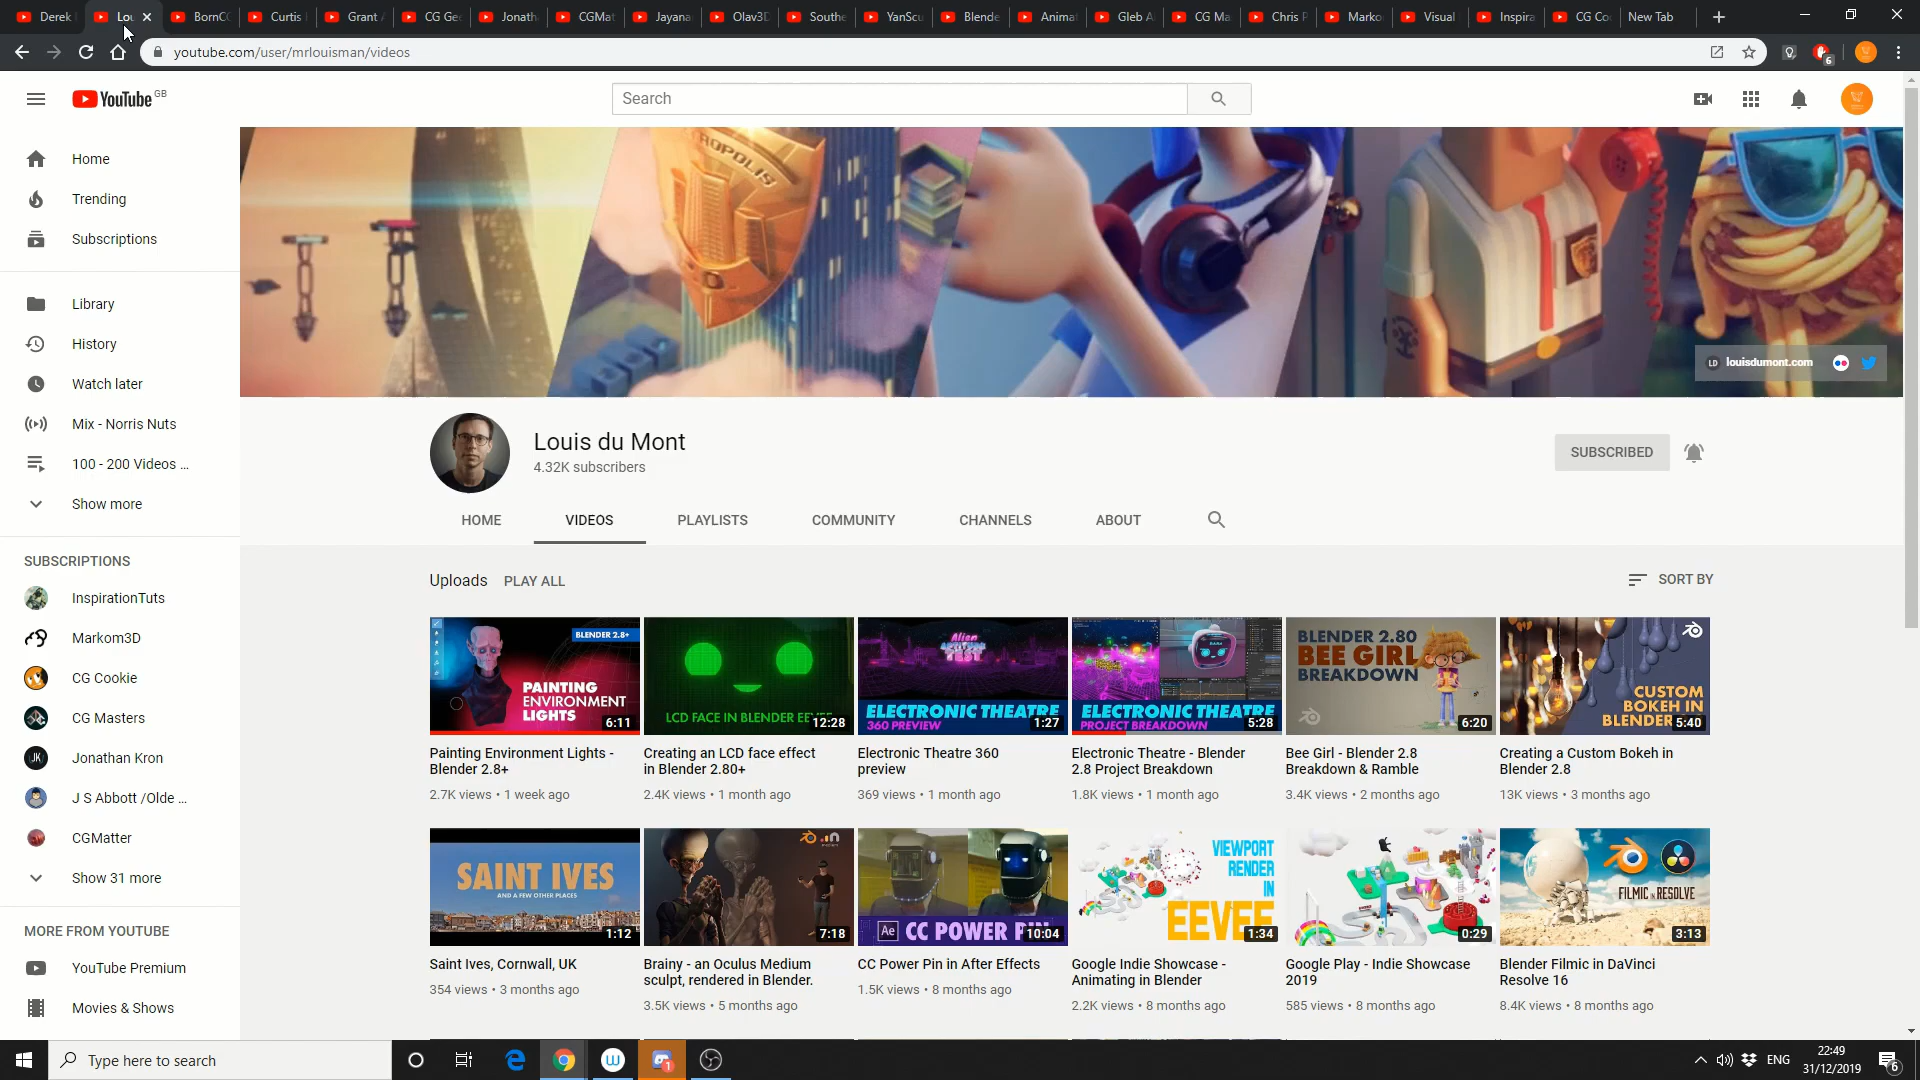 Derek
Lou
BornCG
Curtis
Grant
CG Ge
Jonath
CGMat
Jayana
Olav3D
Southe
YanScu
Blende
Animat
Gleb A
CG Ma
Chris P
Marko
Visual
Inspira
CG Co
New Tab
youtube.com/user/mrlouisman/videos
6
YouTube GB
Search
Home
Trending
Subscriptions
Library
History
Watch later
Mix - Norris Nuts
100 - 200 Videos ...
Show more
SUBSCRIPTIONS
InspirationTuts
Markom3D
CG Cookie
CG Masters
JK
Jonathan Kron
J S Abbott /Olde ...
CGMatter
Show 31 more
MORE FROM YOUTUBE
YouTube Premium
Movies & Shows
ROPOLIS
LD louisdumont.com
Louis du Mont
4.32K subscribers
SUBSCRIBED
HOME
VIDEOS
PLAYLISTS
COMMUNITY
CHANNELS
ABOUT
Uploads PLAY ALL
SORT BY
BLENDER 2.8+
PAINTING
ENVIRONMENT
LIGHTS
6:11
Painting Environment Lights -
Blender 2.8+
2.7K views • 1 week ago
LCD FACE IN BLENDER EEVEE
12:28
Creating an LCD face effect
in Blender 2.80+
2.4K views • 1 month ago
Alien
APTITUDE
TEST
ELECTRONIC THEATRE
360 PREVIEW
1:27
Electronic Theatre 360
preview
369 views • 1 month ago
ELECTRONIC THEATRE
PROJECT BREAKDOWN
5:28
Electronic Theatre - Blender
2.8 Project Breakdown
1.8K views • 1 month ago
BLENDER 2.80
BEE GIRL
BREAKDOWN
6:20
Bee Girl - Blender 2.8
Breakdown & Ramble
3.4K views • 2 months ago
CUSTOM
BOKEH IN
BLENDER
5:40
Creating a Custom Bokeh in
Blender 2.8
13K views • 3 months ago
SAINT IVES
AND A FEW OTHER PLACES
1:12
Saint Ives, Cornwall, UK
354 views • 3 months ago
7:18
Brainy - an Oculus Medium
sculpt, rendered in Blender.
3.5K views • 5 months ago
Ae CC POWER PIN
10:04
CC Power Pin in After Effects
1.5K views • 8 months ago
VIEWPORT
RENDER
IN
EEVEE
1:34
Google Indie Showcase -
Animating in Blender
2.2K views • 8 months ago
0:29
Google Play - Indie Showcase
2019
585 views • 8 months ago
FILMIC IN RESOLVE
3:13
Blender Filmic in DaVinci
Resolve 16
8.4K views • 8 months ago
Type here to search
1
ENG
22:49
31/12/2019
6